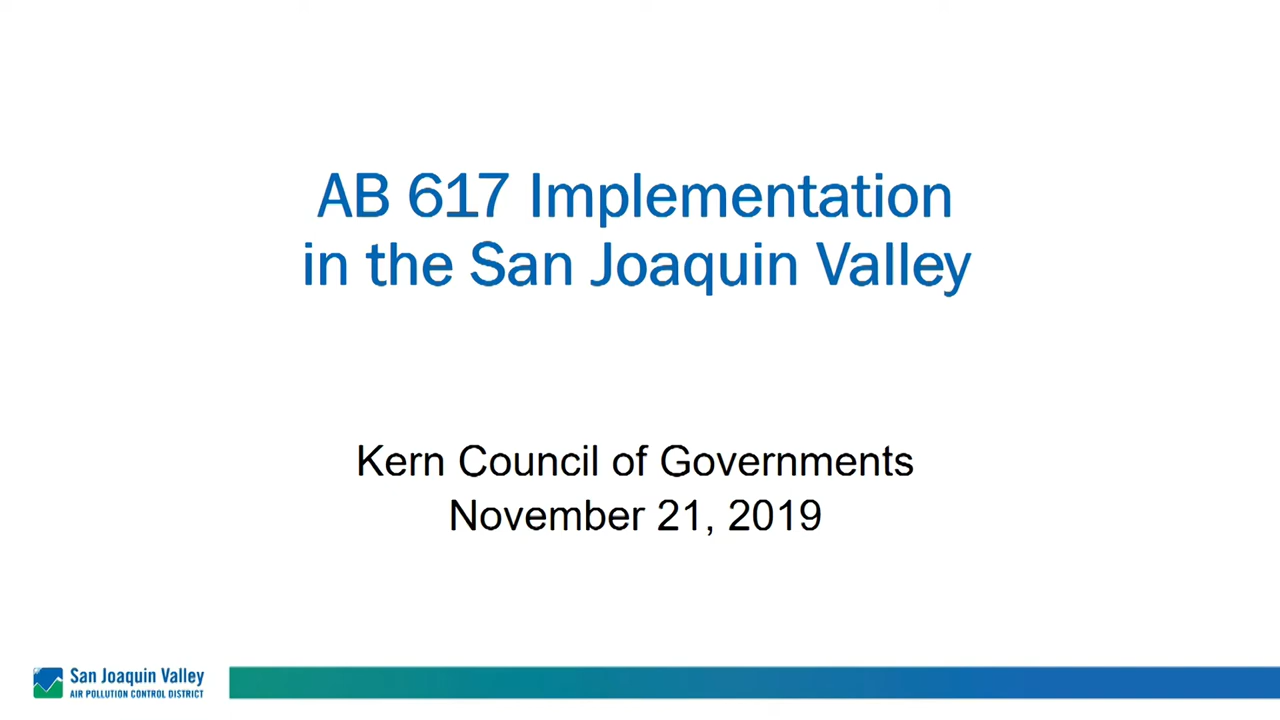 AB 617 Implementation
in the San Joaquin Valley
Kern Council of Governments
November 21, 2019
San Joaquin Valley
AIR POLLUTION CONTROL DISTRICT